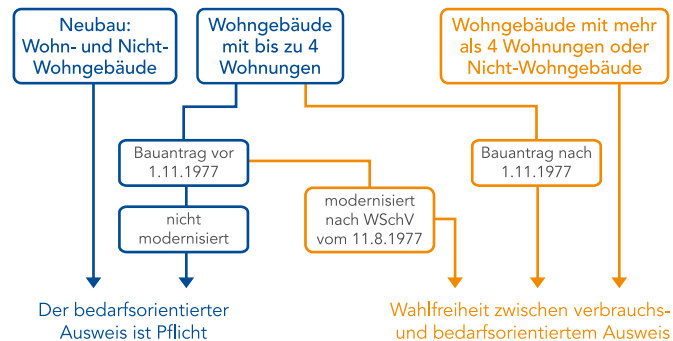 Neubau:
Wohn- und Nicht-
Wohngebäude
Wohngebäude
mit bis zu 4
Wohnungen
Wohngebäude mit mehr
als 4 Wohnungen oder
Nicht-Wohngebäude
Bauantrag vor
1.11.1977
Bauantrag nach
1.11.1977
nicht
modernisiert
modernisiert
nach WSchV
vom 11.8.1977
Der bedarfsorientierter
Ausweis ist Pflicht
Wahlfreiheit zwischen verbrauchs-
und bedarfsorientiertem Ausweis